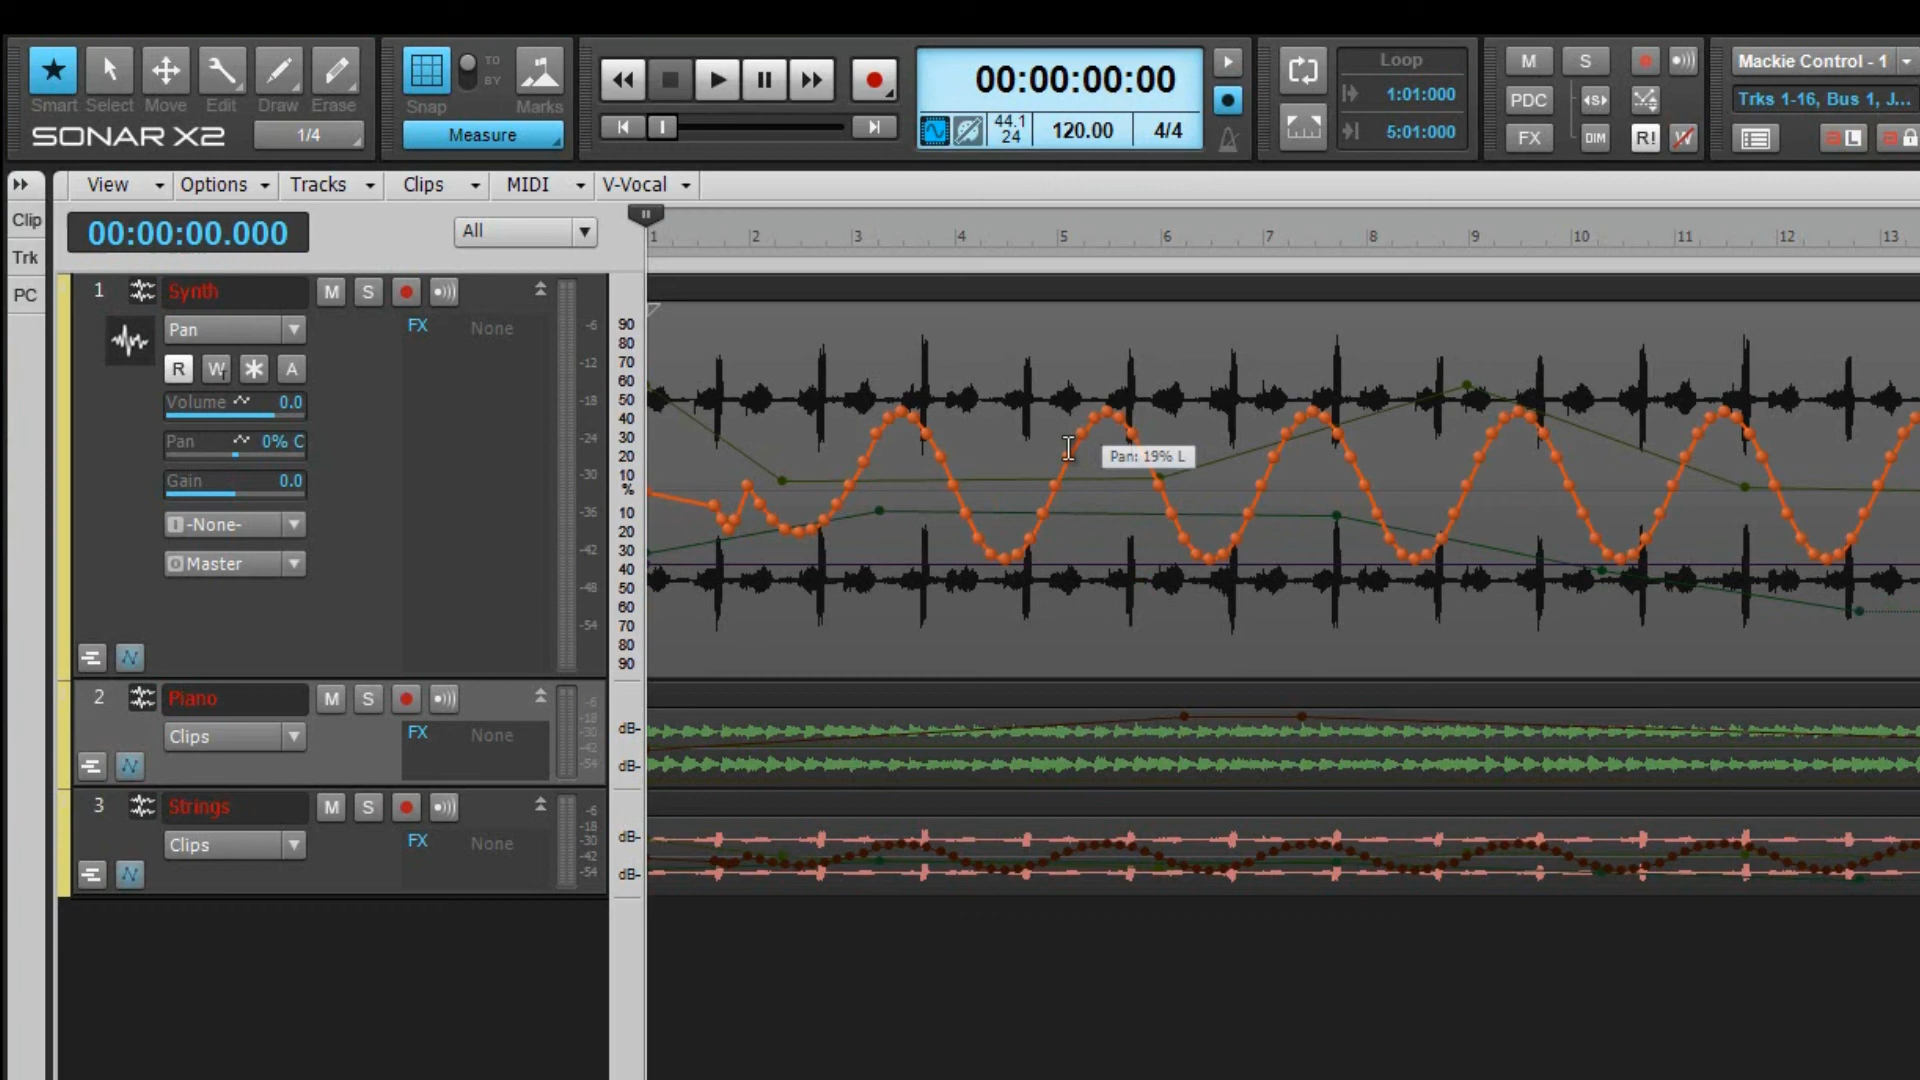 Smart Select Move Edit Draw Erase
SONAR X2
1/4
TO
BY
Snap Marks
Measure
00:00:00:00
44.1
24
120.00
4/4
Loop
1:01:000
5:01:000
M S
PDC
FX DIM R! W
Mackie Control - 1
Trks 1-16, Bus 1, J...
a L a
View Options Tracks Clips MIDI V-Vocal
Clip
Trk
PC
00:00:00.000
All
1 2 3 4 5 6 7 8 9 10 11 12 13
1 Synth M S
Pan
FX None
R W * A
Volume 0.0
Pan 0% C
Gain 0.0
I -None-
O Master
-6
-12
-18
-24
-30
-36
-42
-48
-54
90
80
70
60
50
40
30
20
10
%
10
20
30
40
50
60
70
80
90
Pan: 19% L
2 Piano M S
Clips
FX None
-6
-18
-30
-42
-54
dB-
dB-
3 Strings M S
Clips
FX None
-6
-18
-30
-42
-54
dB-
dB-